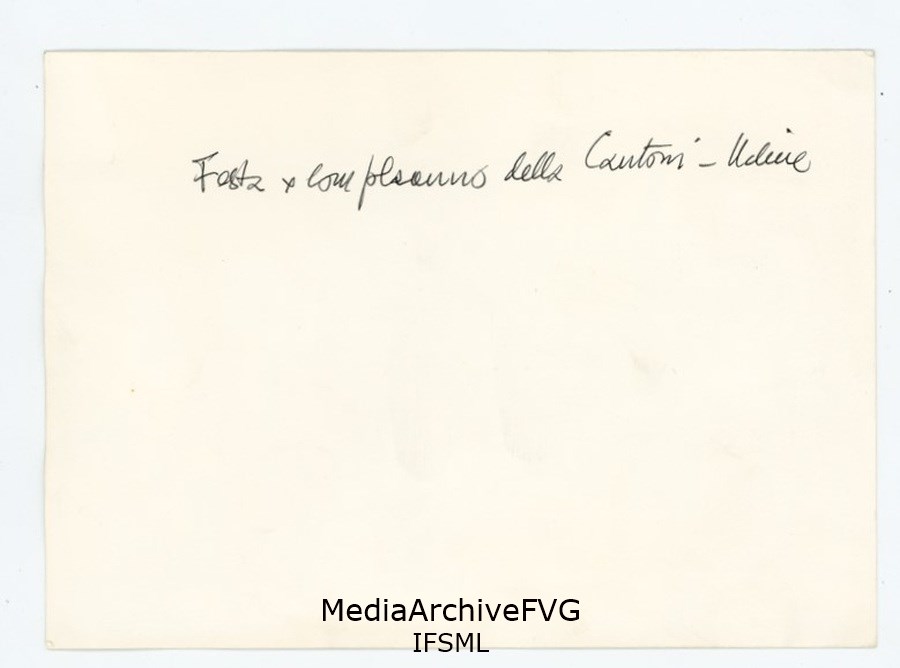 Festa x compleanno della Cantoni - Udine
MediaArchiveFVG
IFSML